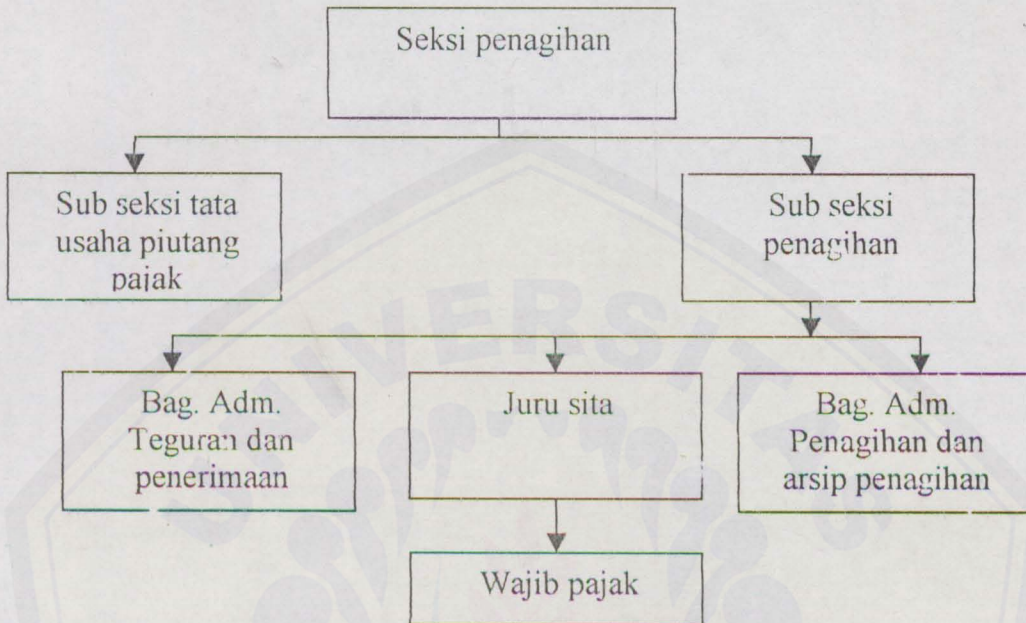 Seksi penagihan
Sub seksi tata
usaha piutang
pajak
Sub seksi
penagihan
Bag. Adm.
Teguran dan
penerimaan
Juru sita
Bag. Adm.
Penagihan dan
arsip penagihan
Wajib pajak
UNIVERSITAS